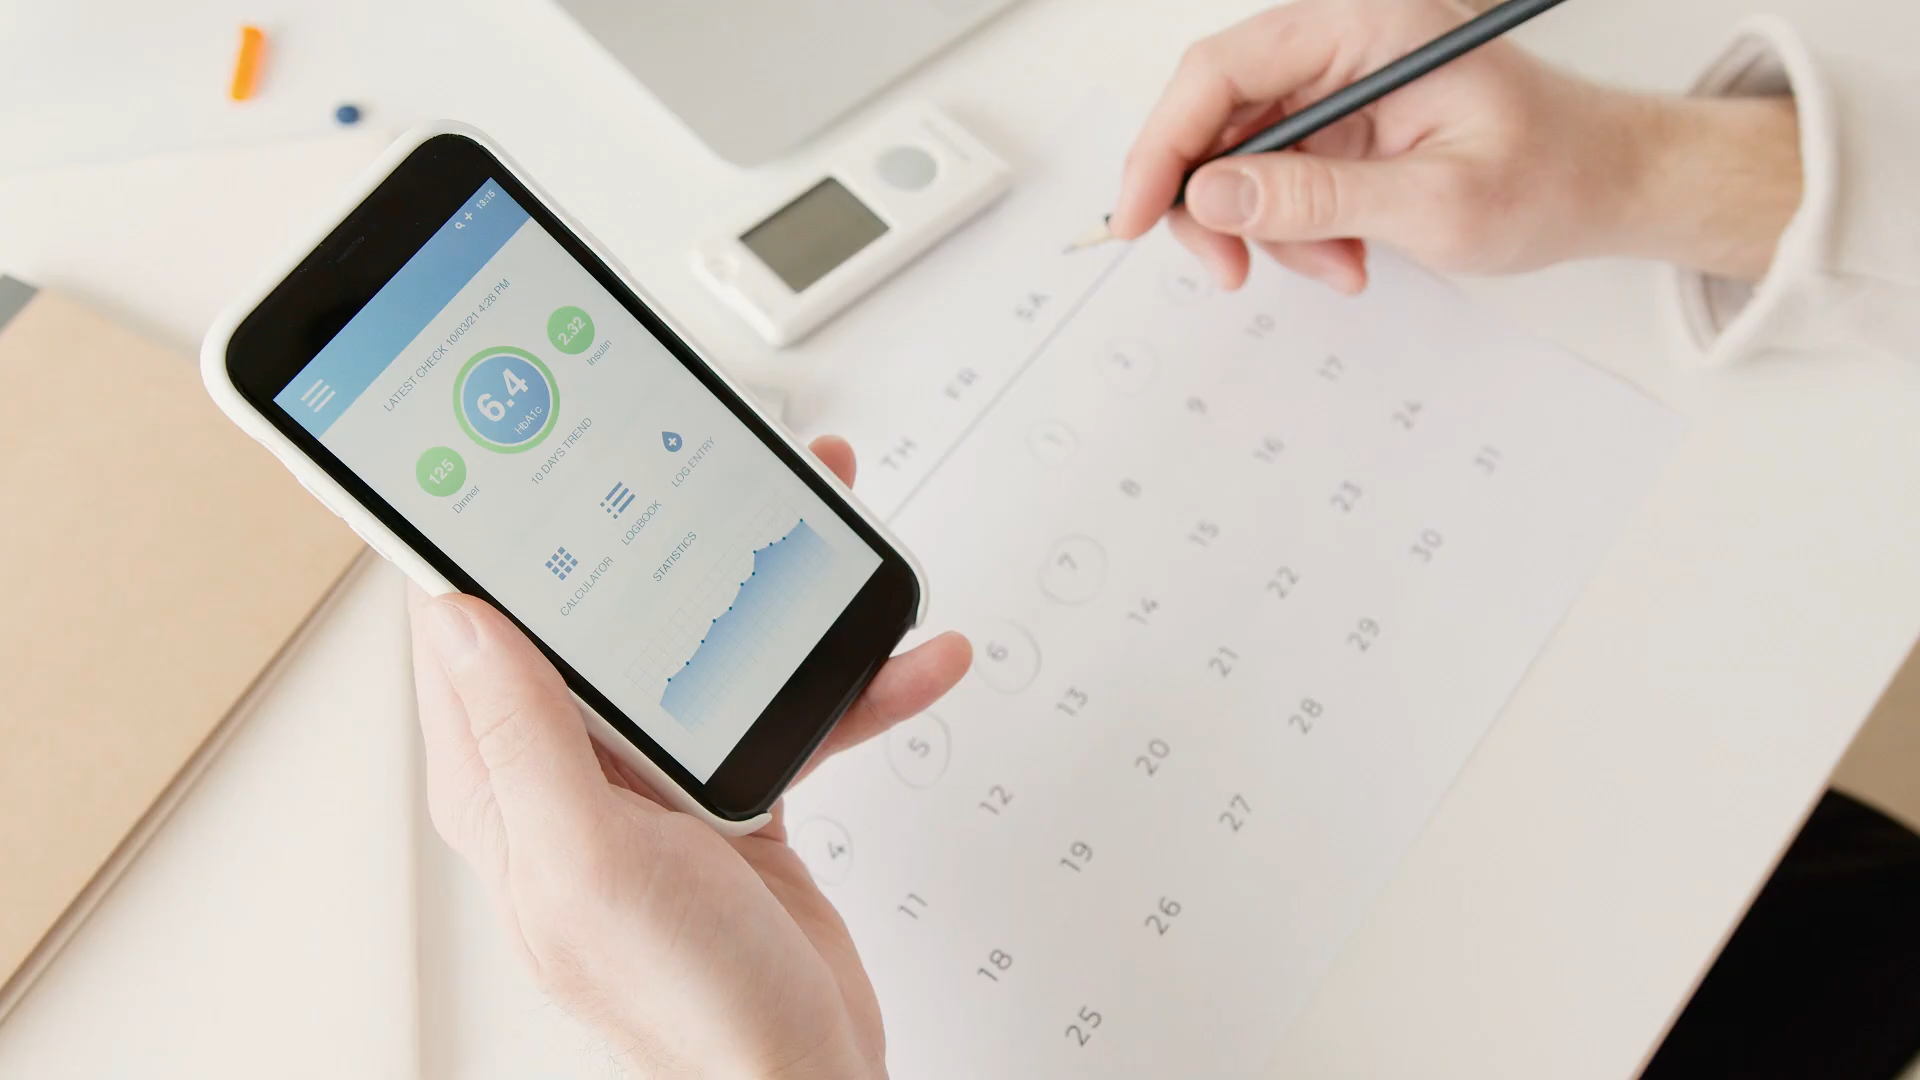 13:15
LATEST CHECK 10/03/21 4:28 PM
125
Dinner
6.4
HbA1c
2.32
Insulin
10 DAYS TREND
CALCULATOR
LOGBOOK
LOG ENTRY
STATISTICS
TH FR SA
1 2 3
4 5 6 7 8 9 10
11 12 13 14 15 16 17
18 19 20 21 22 23 24
25 26 27 28 29 30 31